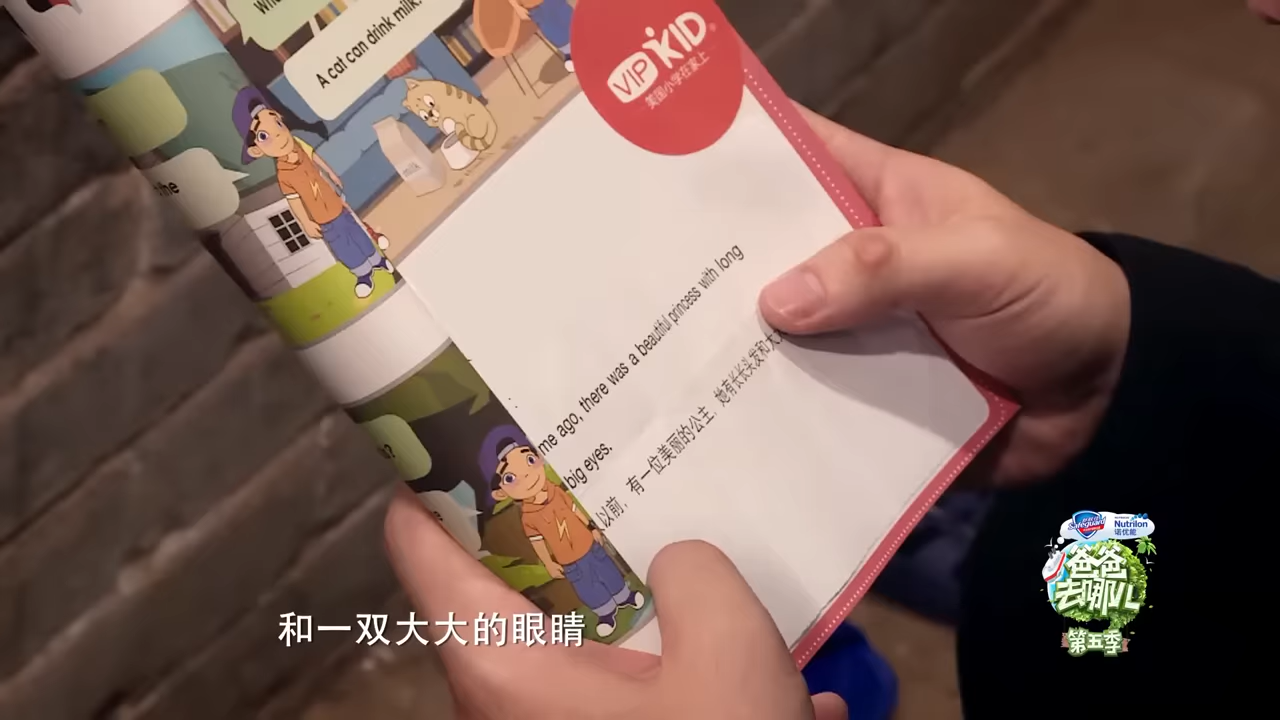 A cat can drink milk.
VIPKID
美国小学在家上
me ago, there was a beautiful princess with long
big eyes.
以前，有一位美丽的公主，她有长长头发和大大
the
Safeguard
Nutrilon
诺优能
爸爸
去哪儿
第五季
和一双大大的眼睛